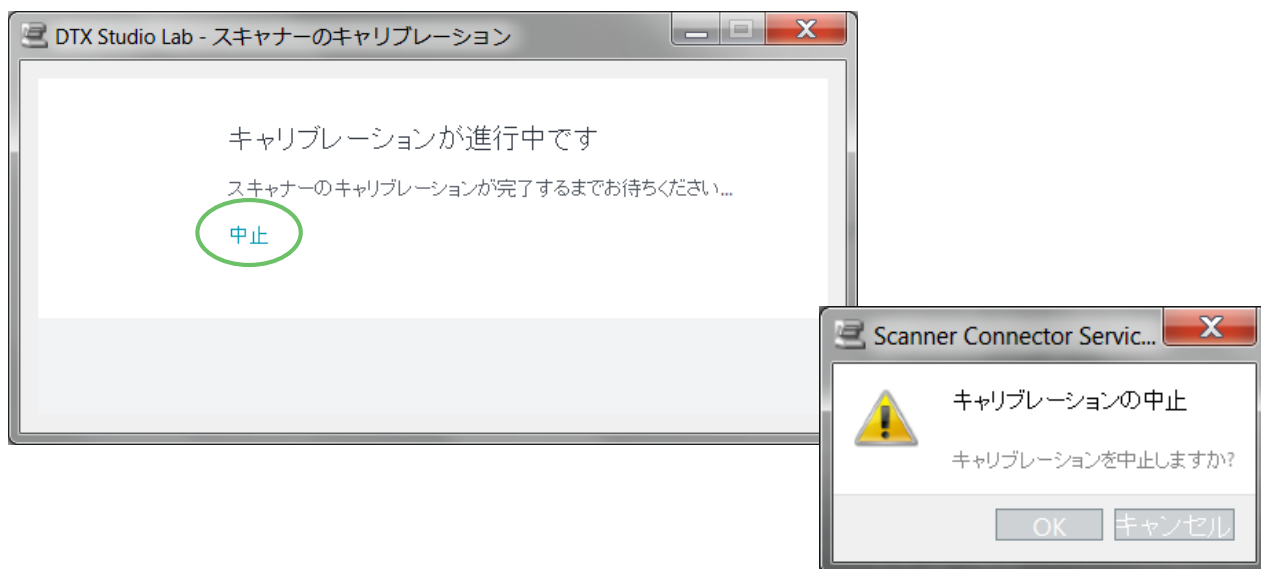 DTX Studio Lab - スキャナーのキャリブレーション
キャリブレーションが進行中です
スキャナーのキャリブレーションが完了するまでお待ちください...
中止
Scanner Connector Servic...
キャリブレーションの中止
キャリブレーションを中止しますか?
OK キャンセル